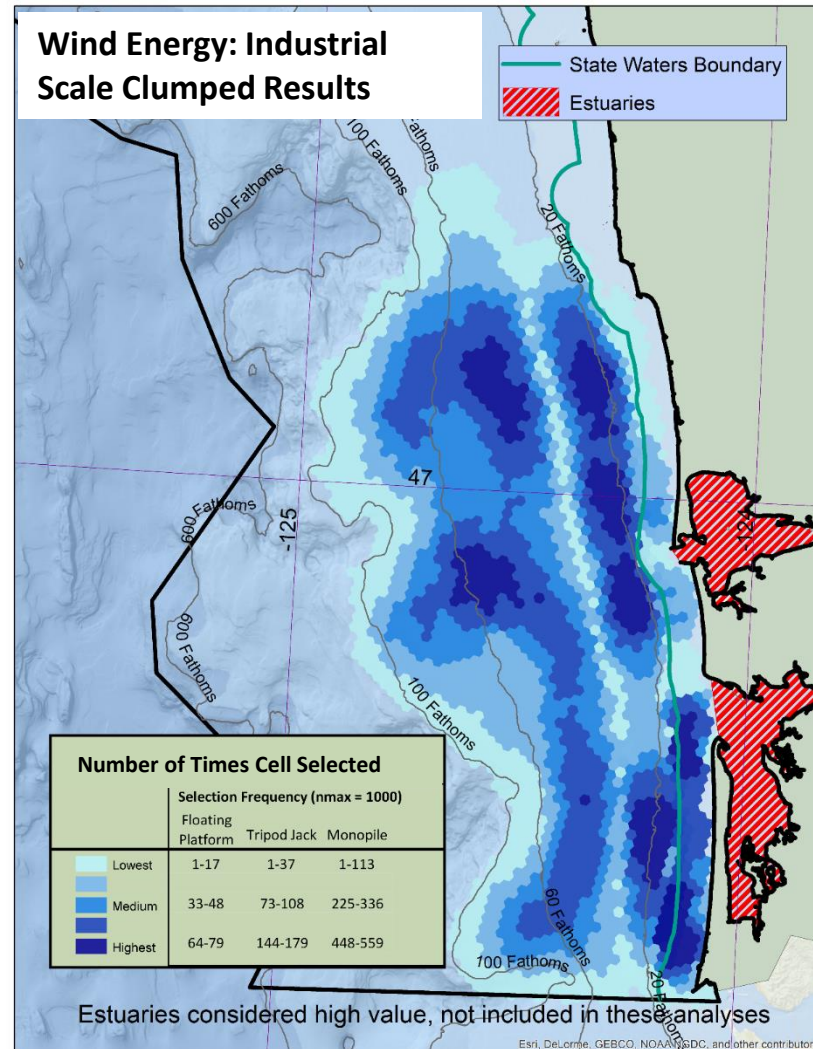 Wind Energy: Industrial
Scale Clumped Results
State Waters Boundary
Estuaries
100 Fathoms
Fathoms
600 Fathoms
20 Fathoms
47
-125
-124
600 Fathoms
600 Fathoms
100 Fathoms
Number of Times Cell Selected
Selection Frequency (nmax = 1000)
Floating
Platform Tripod Jack Monopile
Lowest 1-17 1-37 1-113
Medium 33-48 73-108 225-336
Highest 64-79 144-179 448-559
60 Fathoms
100 Fathoms
20 Fathoms
Estuaries considered high value, not included in these analyses
Esri, DeLorme, GEBCO, NOAA NGDC, and other contributor